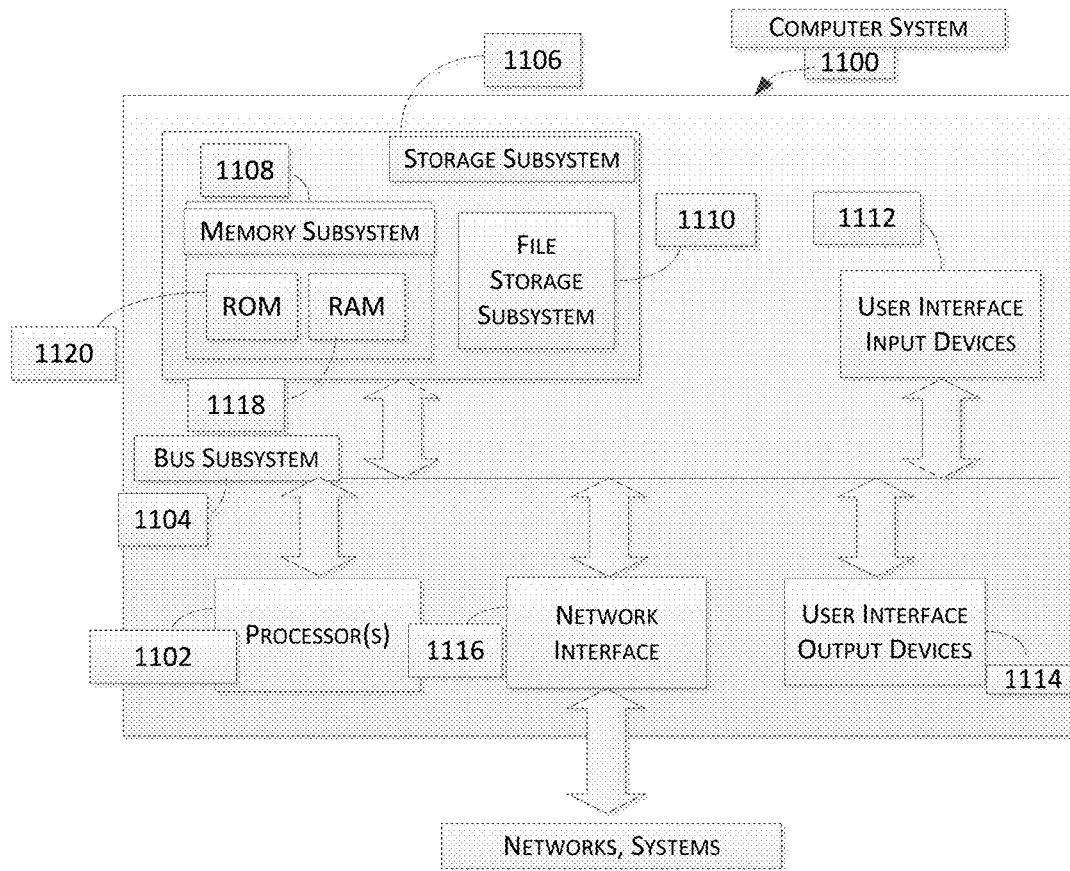 COMPUTER SYSTEM
1100
1106
STORAGE SUBSYSTEM
1108
MEMORY SUBSYSTEM
1110
1112
FILE
STORAGE
SUBSYSTEM
ROM
RAM
USER INTERFACE
INPUT DEVICES
1120
1118
BUS SUBSYSTEM
1104
PROCESSOR(S)
1102
1116
NETWORK
INTERFACE
USER INTERFACE
OUTPUT DEVICES
1114
NETWORKS, SYSTEMS